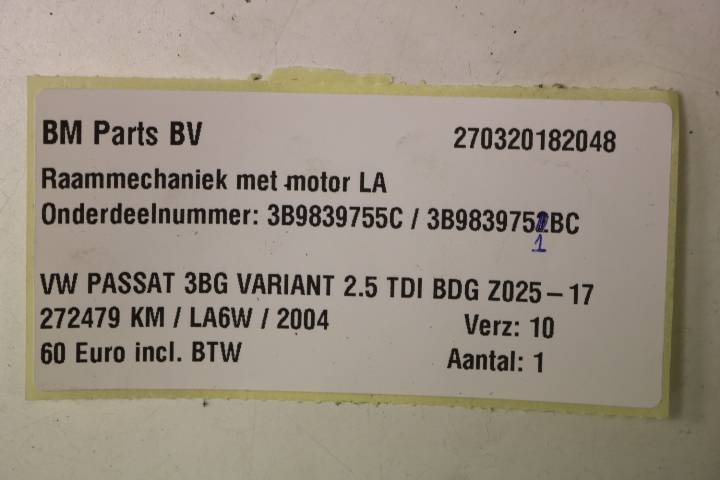 BM Parts BV 270320182048
Raammechaniek met motor LA
Onderdeelnummer: 3B9839755C / 3B9839751BC
1
VW PASSAT 3BG VARIANT 2.5 TDI BDG Z025-17
272479 KM / LA6W / 2004 Verz: 10
60 Euro incl. BTW Aantal: 1